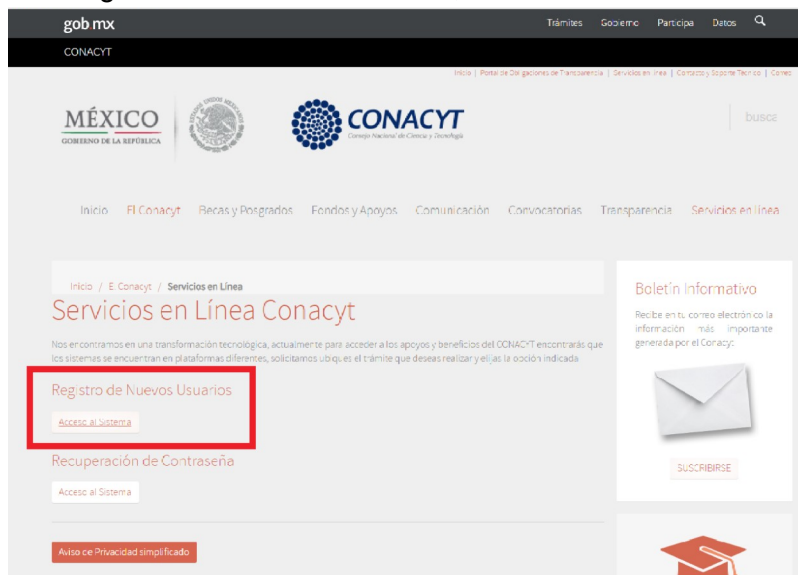 gob mx
Trámites Gobierno Participa Datos
CONACYT
Inicio | Portal de Obligaciones de Transparencia | Servicios en línea | Contacto y Soporte Técnico | Correo
MÉXICO
GOBIERNO DE LA REPÚBLICA
CONACYT
Consejo Nacional de Ciencia y Tecnología
busca
Inicio El Conacyt Becas y Posgrados Fondos y Apoyos Comunicación Convocatorias Transparencia Servicios en línea
Inicio / El Conacyt / Servicios en Línea
Servicios en Línea Conacyt
Nos encontramos en una transformación tecnológica, actualmente para acceder a los apoyos y beneficios del CONACYT encontrarás que
los sistemas se encuentran en plataformas diferentes, solicitamos ubiques el trámite que deseas realizar y elijas la opción indicada
Registro de Nuevos Usuarios
Acceso al Sistema
Recuperación de Contraseña
Acceso al Sistema
Aviso de Privacidad simplificado
Boletín Informativo
Recibe en tu correo electrónico la
información más importante
generada por el Conacyt
SUSCRIBIRSE